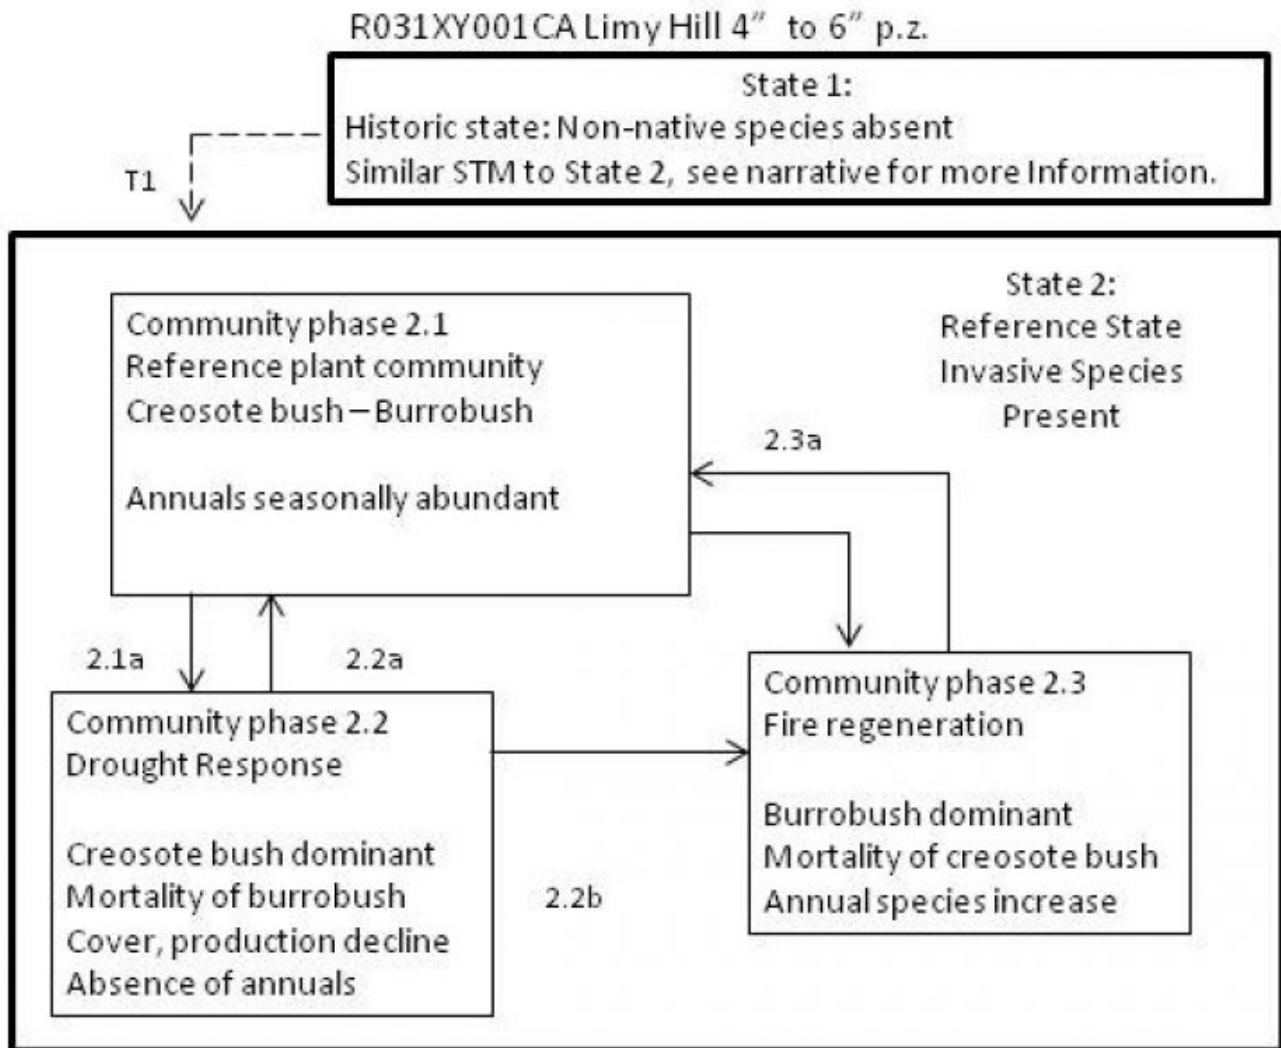 R031XY001CA Limy Hill 4” to 6” p.z.
State 1:
Historic state: Non-native species absent
Similar STM to State 2, see narrative for more Information.
T1
State 2:
Reference State
Invasive Species
Present
Community phase 2.1
Reference plant community
Creosote bush – Burrobush
Annuals seasonally abundant
2.3a
2.1a
2.2a
Community phase 2.2
Drought Response
Creosote bush dominant
Mortality of burrobush
Cover, production decline
Absence of annuals
2.2b
Community phase 2.3
Fire regeneration
Burrobush dominant
Mortality of creosote bush
Annual species increase